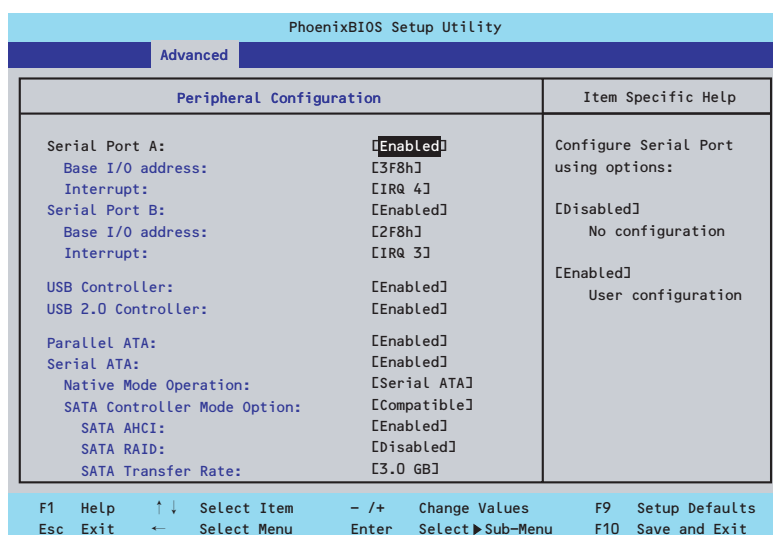 PhoenixBIOS Setup Utility
Advanced
Peripheral Configuration
Serial Port A: [Enabled]
Base I/O address: [3F8h]
Interrupt: [IRQ 4]
Serial Port B: [Enabled]
Base I/O address: [2F8h]
Interrupt: [IRQ 3]
USB Controller: [Enabled]
USB 2.0 Controller: [Enabled]
Parallel ATA: [Enabled]
Serial ATA: [Enabled]
Native Mode Operation: [Serial ATA]
SATA Controller Mode Option: [Compatible]
SATA AHCI: [Enabled]
SATA RAID: [Disabled]
SATA Transfer Rate: [3.0 GB]
Item Specific Help
Configure Serial Port
using options:
[Disabled]
No configuration
[Enabled]
User configuration
F1 Help ↑↓ Select Item – /+ Change Values F9 Setup Defaults
Esc Exit ← Select Menu Enter Select▶Sub-Menu F10 Save and Exit